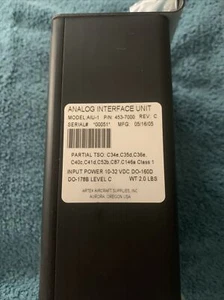 ANALOG INTERFACE UNIT
MODEL:AIU-1 P/N: 453-7000 REV. C
SERIAL# "00051" MFG. 05/16/05
PARTIAL TSO: C34e,C35d,C36e,
C40c,C41d,C52b,C87,C146a Class 1
INPUT POWER 10-32 VDC DO-160D
DO-178B LEVEL C WT 2.0 LBS
ARTEX AIRCRAFT SUPPLIES, INC
AURORA, OREGON USA